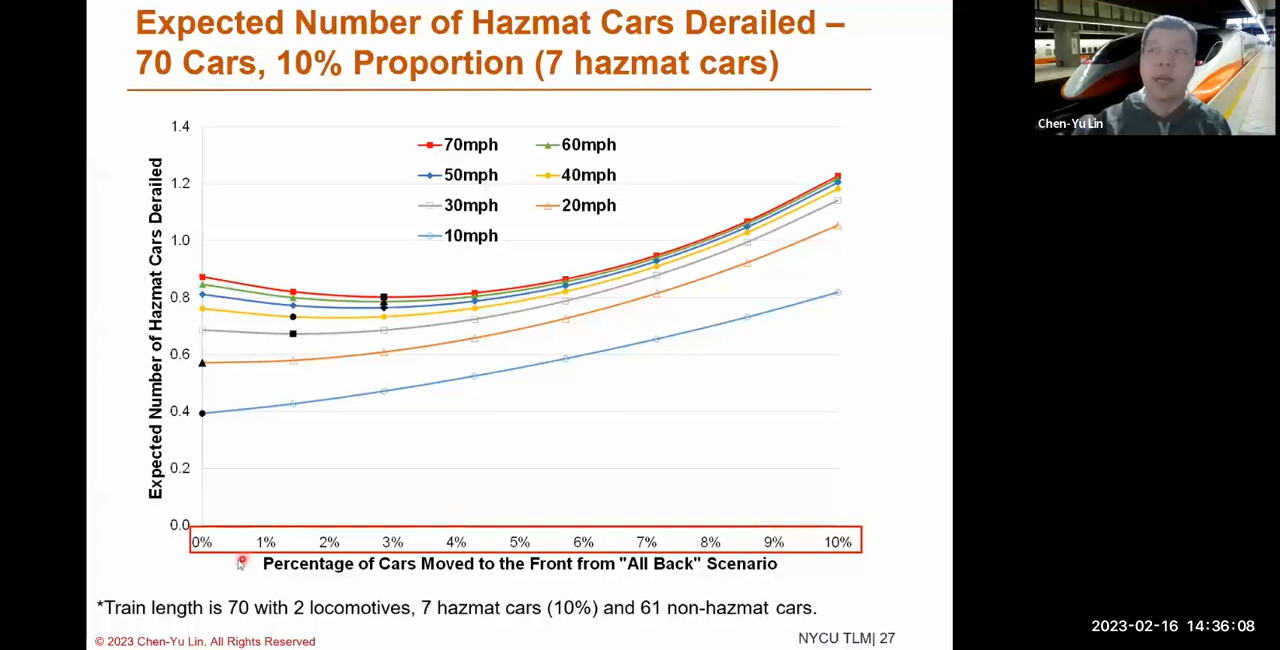 Expected Number of Hazmat Cars Derailed –
70 Cars, 10% Proportion (7 hazmat cars)
Chen-Yu Lin
1.4
1.2
1.0
0.8
0.6
0.4
0.2
0.0
Expected Number of Hazmat Cars Derailed
70mph 60mph
50mph 40mph
30mph 20mph
10mph
0% 1% 2% 3% 4% 5% 6% 7% 8% 9% 10%
Percentage of Cars Moved to the Front from "All Back" Scenario
*Train length is 70 with 2 locomotives, 7 hazmat cars (10%) and 61 non-hazmat cars.
© 2023 Chen-Yu Lin. All Rights Reserved
NYCU TLM| 27
2023-02-16 14:36:08